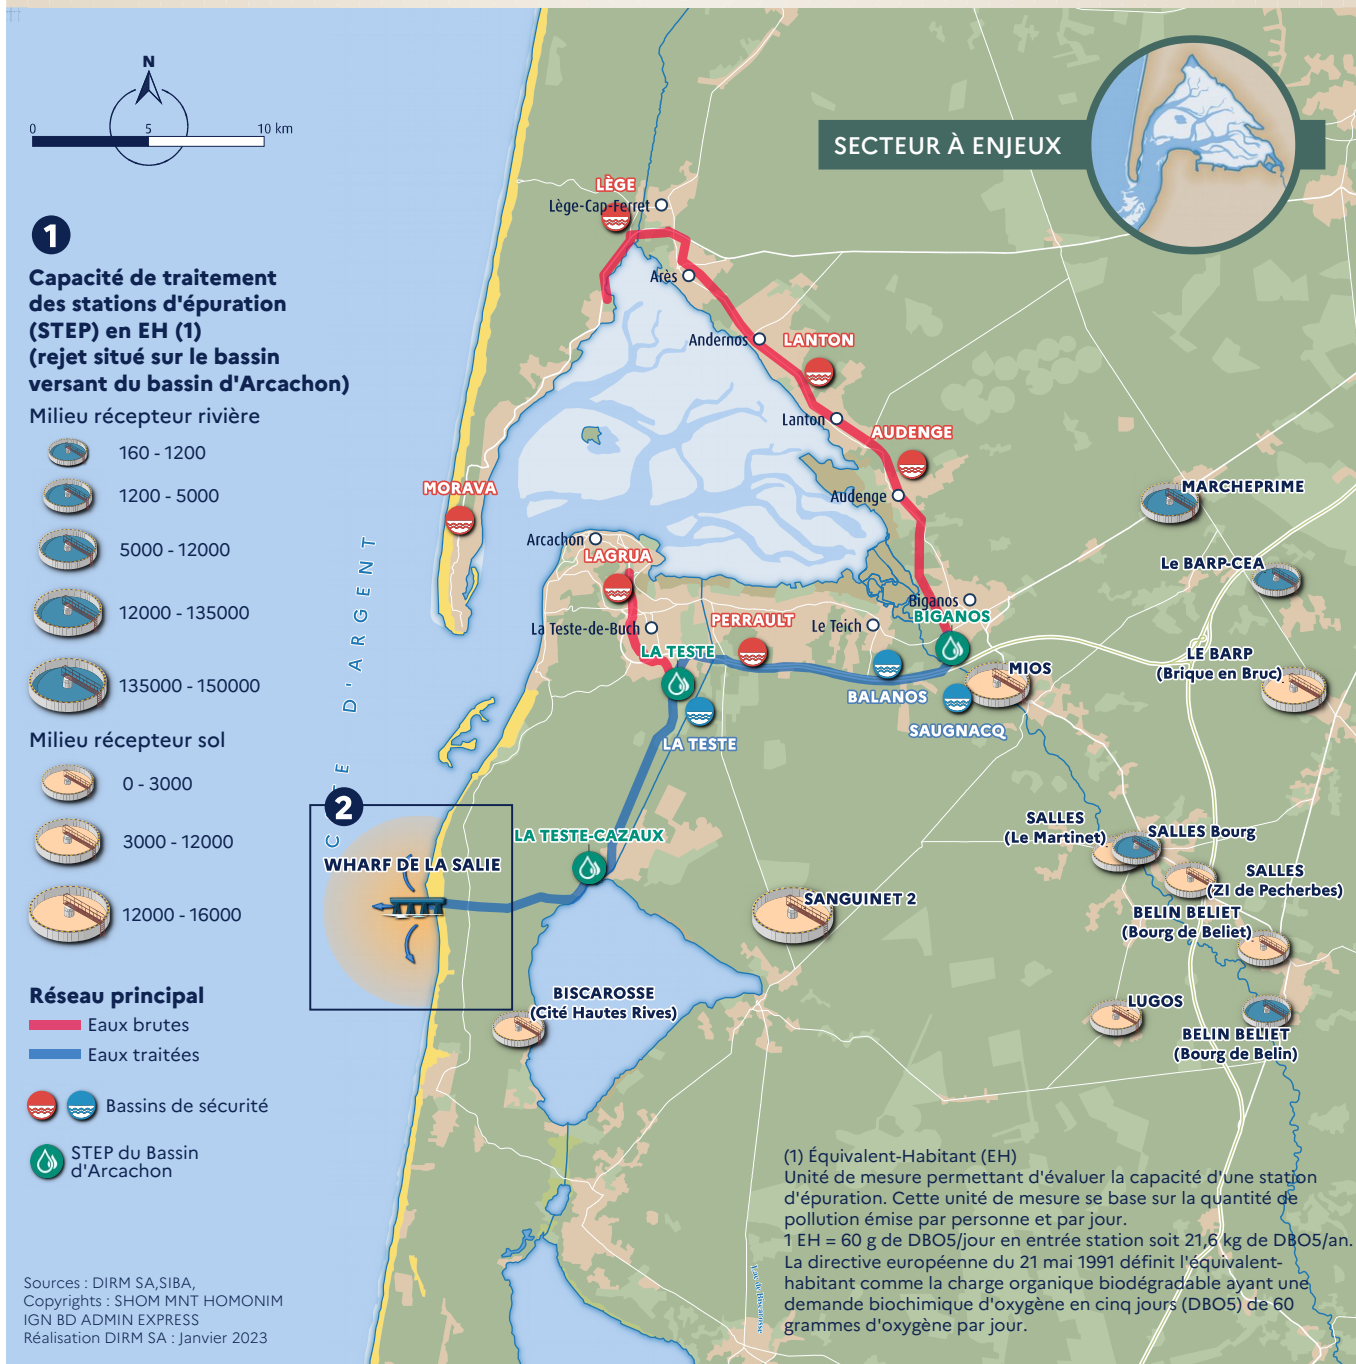 N
0 5 10 km
SECTEUR À ENJEUX
1
Capacité de traitement
des stations d'épuration
(STEP) en EH (1)
(rejet situé sur le bassin
versant du bassin d'Arcachon)
Milieu récepteur rivière
160 - 1200
1200 - 5000
5000 - 12000
12000 - 135000
135000 - 150000
Milieu récepteur sol
0 - 3000
3000 - 12000
12000 - 16000
Réseau principal
Eaux brutes
Eaux traitées
Bassins de sécurité
STEP du Bassin
d'Arcachon
Sources : DIRM SA,SIBA,
Copyrights : SHOM MNT HOMONIM
IGN BD ADMIN EXPRESS
Réalisation DIRM SA : Janvier 2023
LÈGE
Lège-Cap-Ferret
Arès
Andernos
LANTON
Lanton
AUDENGE
Audenge
MORAVA
Arcachon
LAGRUA
La Teste-de-Buch
PERRAULT
Le Teich
Biganos
BIGANOS
LA TESTE
BALANOS
SAUGNACQ
LA TESTE
MIOS
MARCHEPRIME
Le BARP-CEA
LE BARP
(Brique en Bruc)
D'ARGENT
2
WHARF DE LA SALIE
LA TESTE-CAZAUX
SANGUINET 2
SALLES
(Le Martinet)
SALLES Bourg
SALLES
(ZI de Pecherbes)
BELIN BELIET
(Bourg de Beliet)
LUGOS
BELIN BELIET
(Bourg de Belin)
BISCAROSSE
(Cité Hautes Rives)
(1) Équivalent-Habitant (EH)
Unité de mesure permettant d'évaluer la capacité d'une station
d'épuration. Cette unité de mesure se base sur la quantité de
pollution émise par personne et par jour.
1 EH = 60 g de DBO5/jour en entrée station soit 21,6 kg de DBO5/an.
La directive européenne du 21 mai 1991 définit l'équivalent-
habitant comme la charge organique biodégradable ayant une
demande biochimique d'oxygène en cinq jours (DBO5) de 60
grammes d'oxygène par jour.